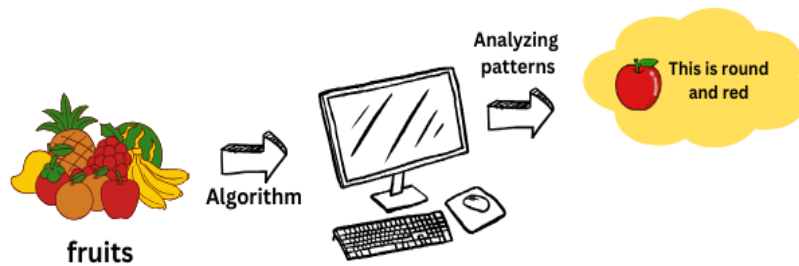 fruits
Algorithm
Analyzing
patterns
This is round
and red